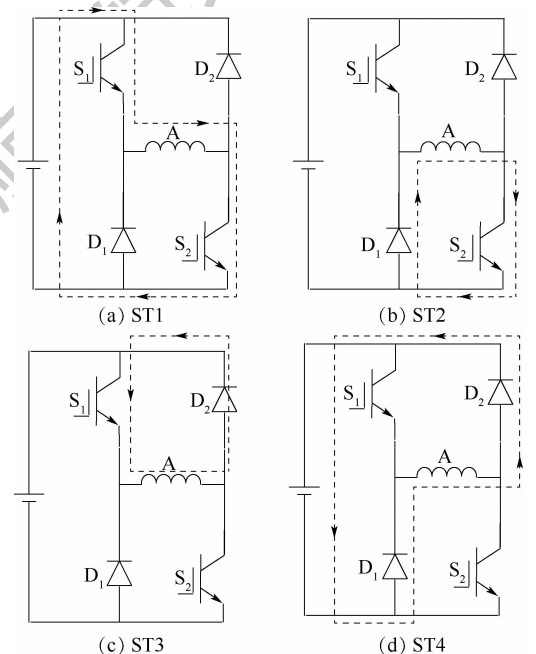 S₁
D₂
A
D₁
S₂
(a) ST1
S₁
D₂
A
D₁
S₂
(b) ST2
S₁
D₂
A
D₁
S₂
(c) ST3
S₁
D₂
A
D₁
S₂
(d) ST4